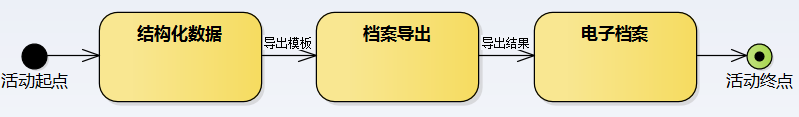 结构化数据
档案导出
电子档案
导出模板
导出结果
活动起点
活动终点